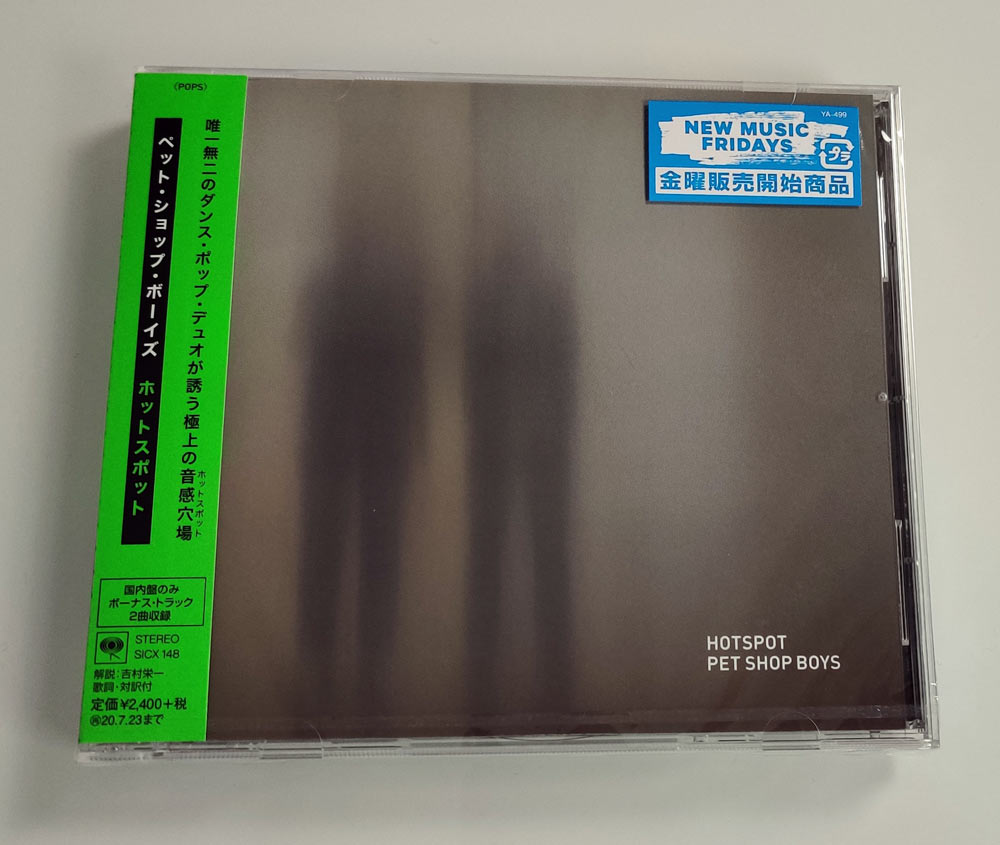 〈POPS〉
唯一無二のダンス・ポップ・デュオが誘う極上の音感穴場
ホットスポット
ペット・ショップ・ボーイズ ホットスポット
国内盤のみ
ボーナス・トラック
2曲収録
STEREO
SICX 148
解説:吉村栄一
歌詞・対訳付
定価¥2,400+税
㋞20.7.23まで
YA-499
NEW MUSIC
FRIDAYS
プラ
金曜販売開始商品
HOTSPOT
PET SHOP BOYS